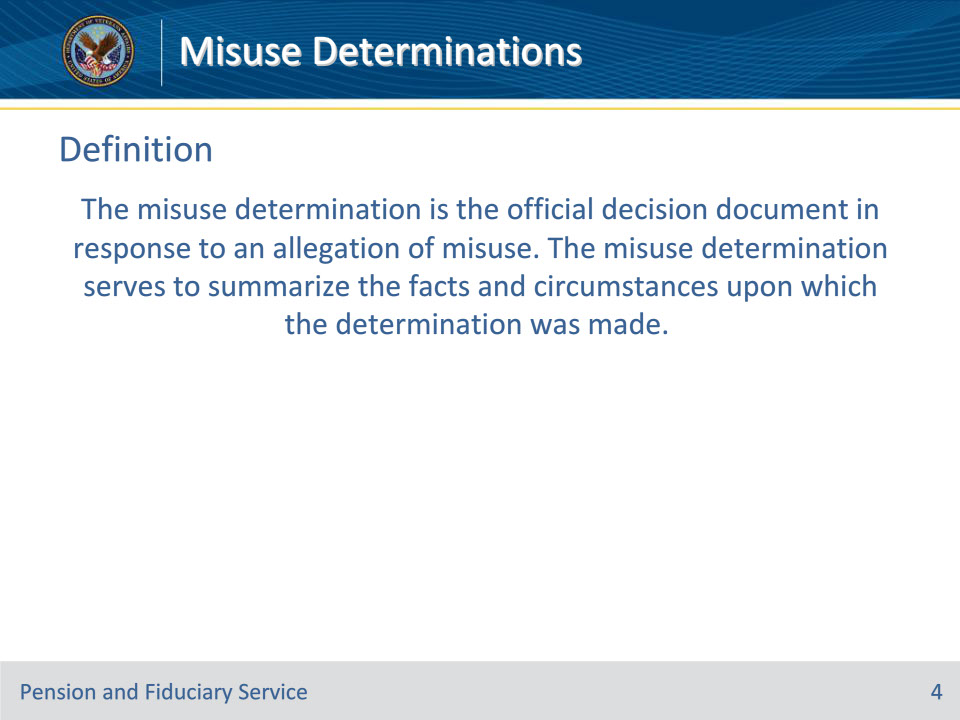 Misuse Determinations
Definition
The misuse determination is the official decision document in
response to an allegation of misuse. The misuse determination
serves to summarize the facts and circumstances upon which
the determination was made.
Pension and Fiduciary Service
4